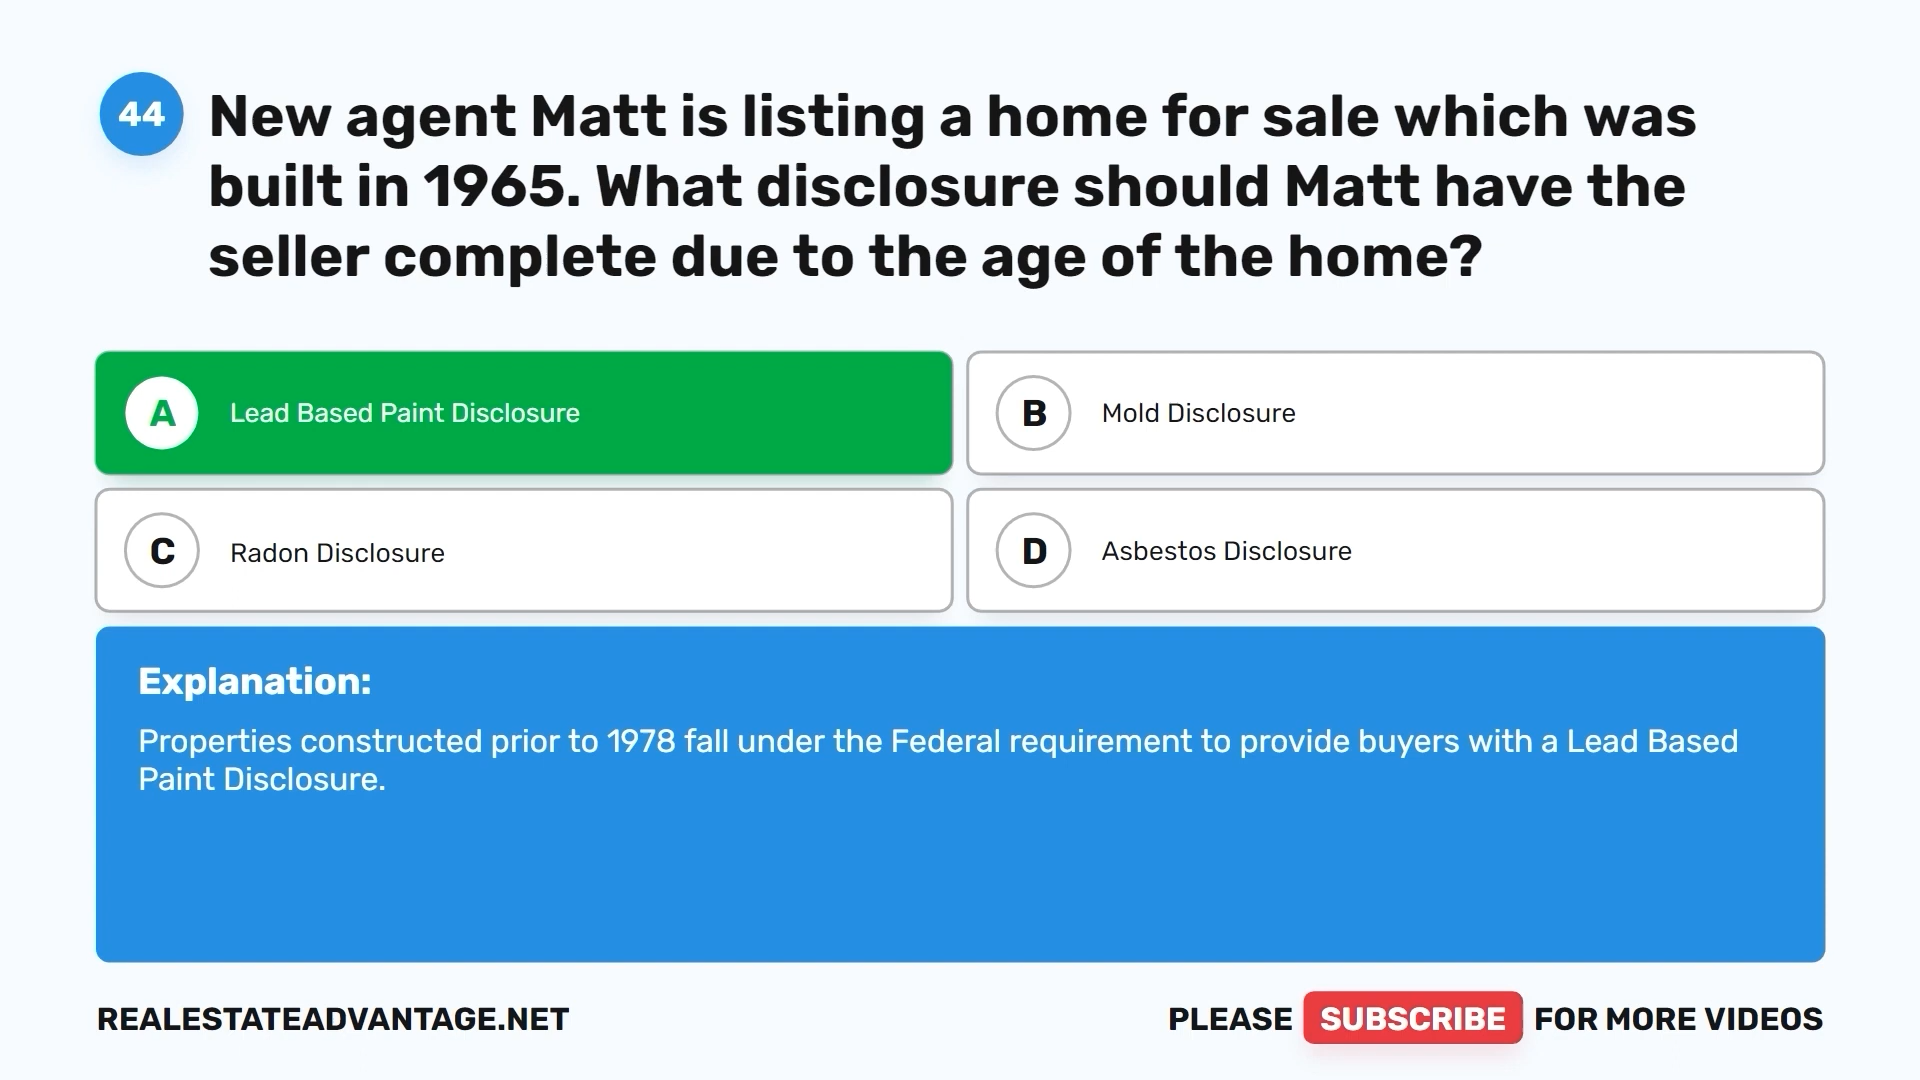 44
New agent Matt is listing a home for sale which was
built in 1965. What disclosure should Matt have the
seller complete due to the age of the home?
A Lead Based Paint Disclosure
B Mold Disclosure
C Radon Disclosure
D Asbestos Disclosure
Explanation:
Properties constructed prior to 1978 fall under the Federal requirement to provide buyers with a Lead Based
Paint Disclosure.
REALESTATEADVANTAGE.NET
PLEASE SUBSCRIBE FOR MORE VIDEOS